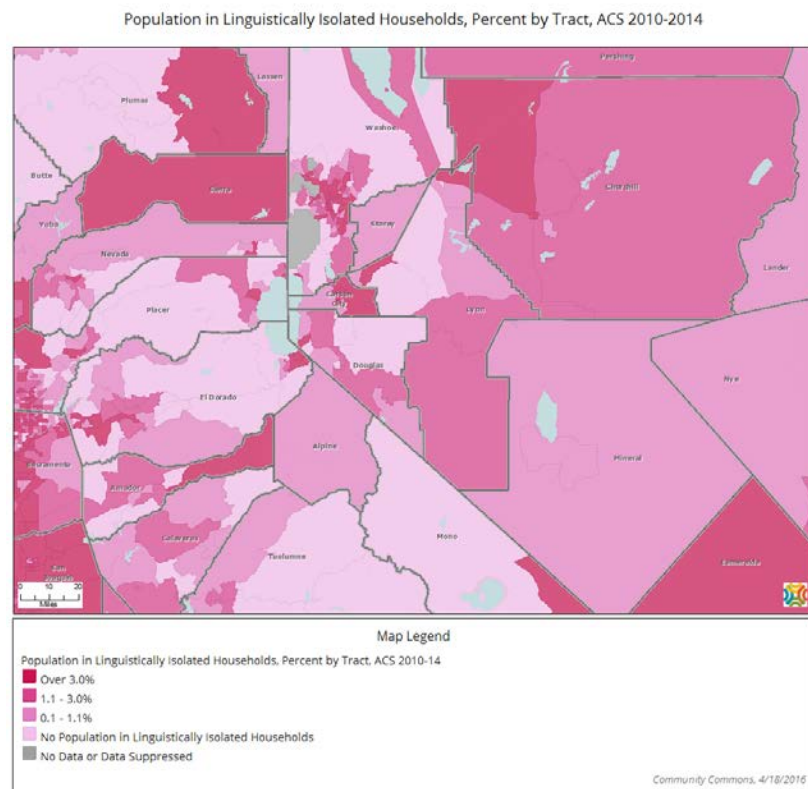 Population in Linguistically Isolated Households, Percent by Tract, ACS 2010-2014
Pershing
Lassen
Plumas
Washoe
Butte
Sierra
Churchill
Yuba
Storey
Nevada
Lander
Placer
Carson City
Lyon
Douglas
Nye
El Dorado
Alpine
Mineral
Sacramento
Amador
Calaveras
Mono
Tuolumne
Esmeralda
San Joaquin
0 10 20
Miles
Map Legend
Population in Linguistically Isolated Households, Percent by Tract, ACS 2010-14
Over 3.0%
1.1 - 3.0%
0.1 - 1.1%
No Population in Linguistically Isolated Households
No Data or Data Suppressed
Community Commons, 4/18/2016